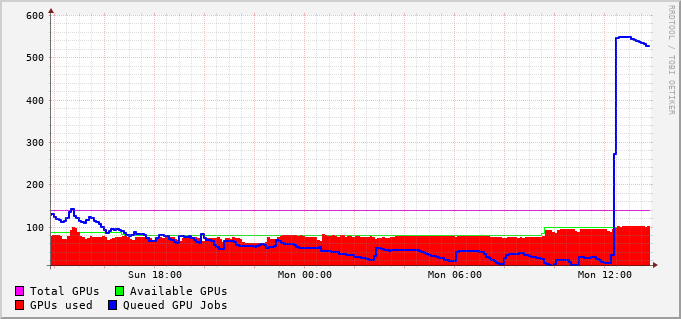 600
500
400
300
200
100
Sun 18:00 Mon 00:00 Mon 06:00 Mon 12:00
Total GPUs Available GPUs
GPUs used Queued GPU Jobs
RRDTOOL / TOBI OETIKER